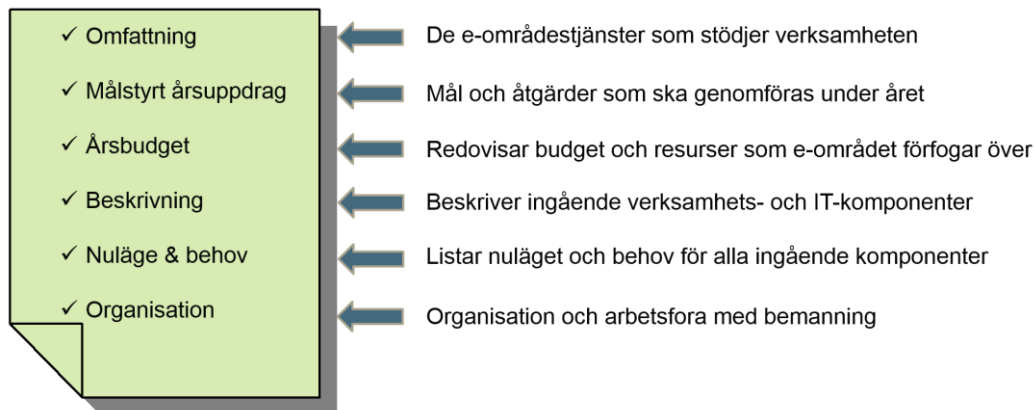 ✓ Omfattning
De e-områdestjänster som stödjer verksamheten
✓ Målstyrt årsuppdrag
Mål och åtgärder som ska genomföras under året
✓ Årsbudget
Redovisar budget och resurser som e-området förfogar över
✓ Beskrivning
Beskriver ingående verksamhets- och IT-komponenter
✓ Nuläge & behov
Listar nuläget och behov för alla ingående komponenter
✓ Organisation
Organisation och arbetsfora med bemanning